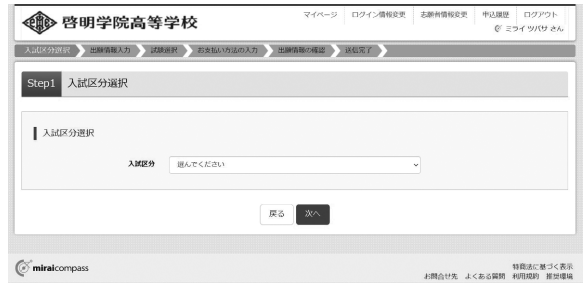 啓明学院高等学校
マイページ ログイン情報変更 志願者情報変更 申込履歴 ログアウト
ミライ ツバサ さん
入試区分選択 出願情報入力 試験選択 お支払い方法の入力 出願情報の確認 送信完了
Step1 入試区分選択
入試区分選択
入試区分 選んでください
戻る 次へ
miraicompass
特商法に基づく表示
お問合せ先 よくある質問 利用規約 推奨環境